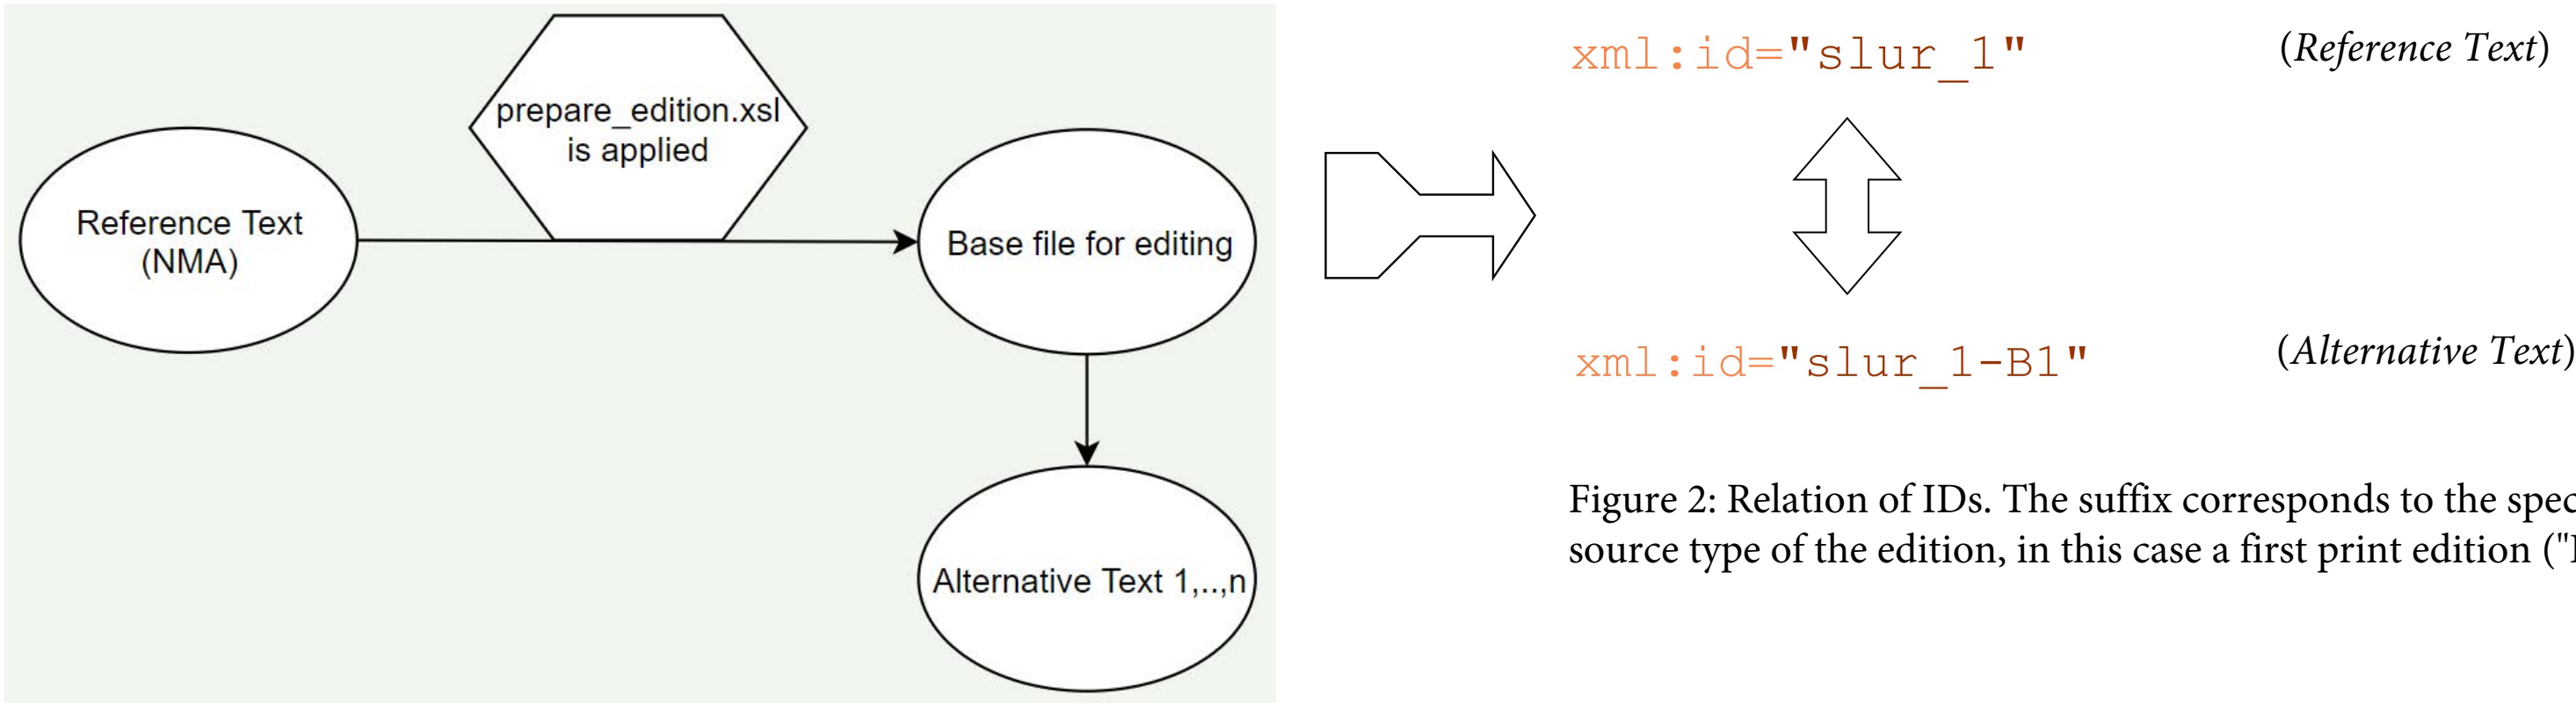 prepare_edition.xsl
is applied
Reference Text
(NMA)
Base file for editing
Alternative Text 1,..,n
xml:id="slur_1"
(Reference Text)
xml:id="slur_1-B1"
(Alternative Text)
Figure 2: Relation of IDs. The suffix corresponds to the
source type of the edition, in this case a first print edition